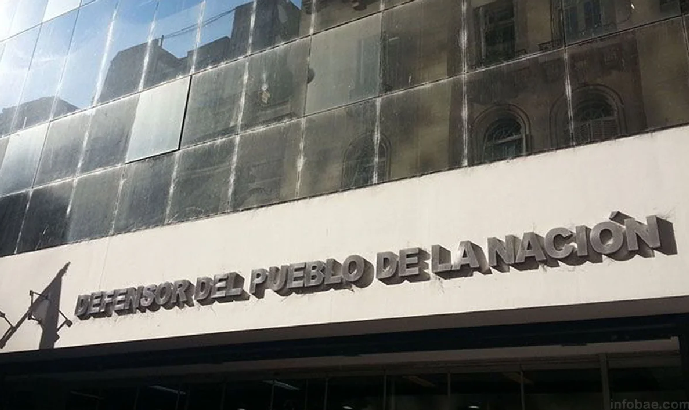 DEFENSOR DEL PUEBLO DE LA NACIÓN
infobae.com